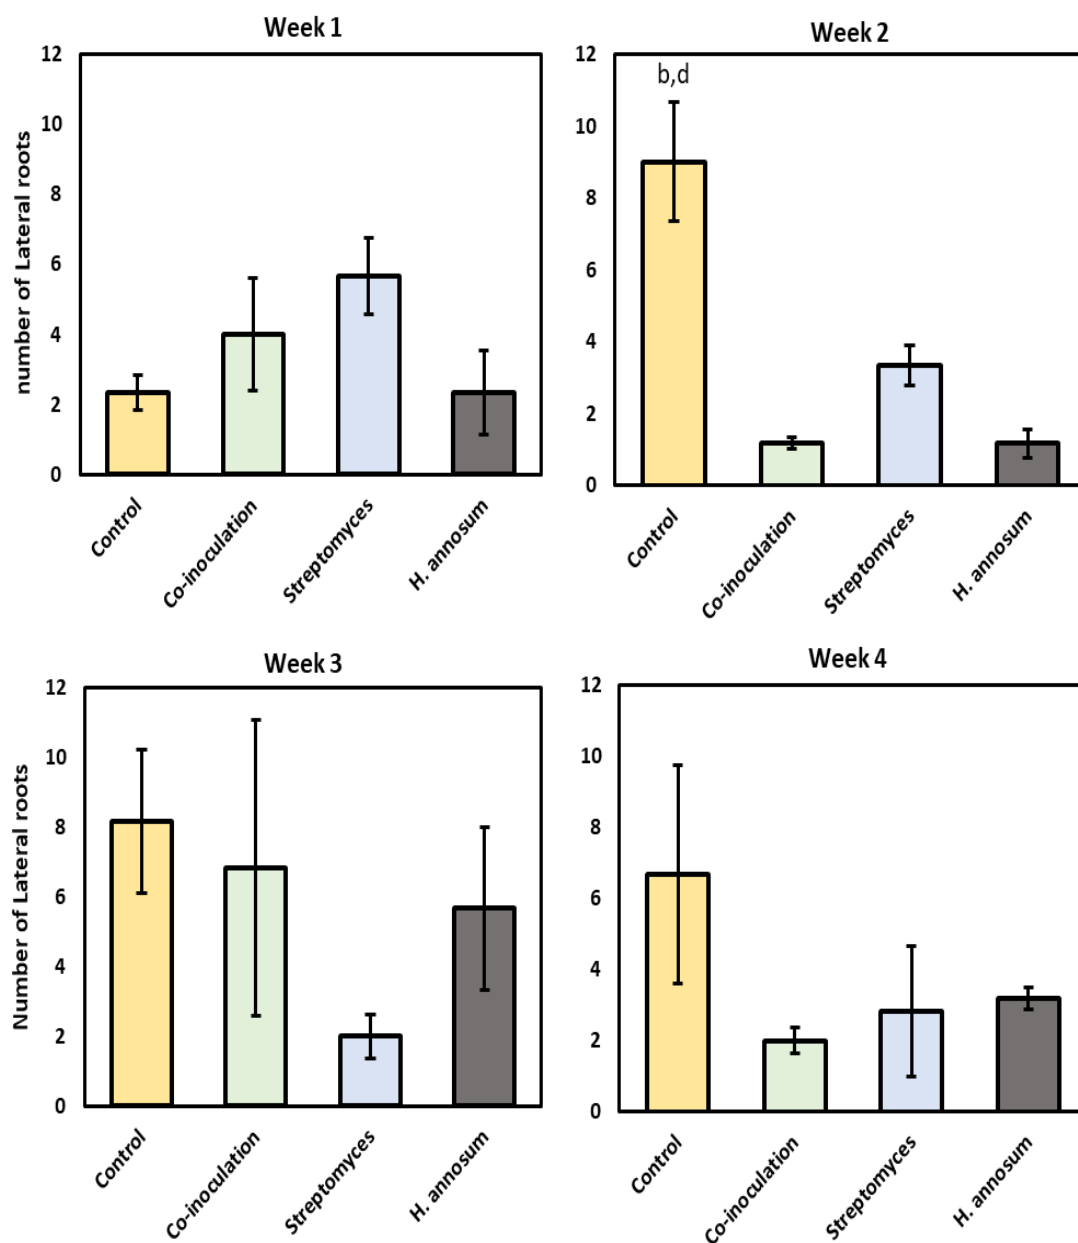 Week 1
number of Lateral roots
12
10
8
6
4
2
0
Control
Co-inoculation
Streptomyces
H. annosum
Week 2
b,d
12
10
8
6
4
2
0
Control
Co-inoculation
Streptomyces
H. annosum
Week 3
Number of Lateral roots
12
10
8
6
4
2
0
Control
Co-inoculation
Streptomyces
H. annosum
Week 4
12
10
8
6
4
2
0
Control
Co-inoculation
Streptomyces
H. annosum